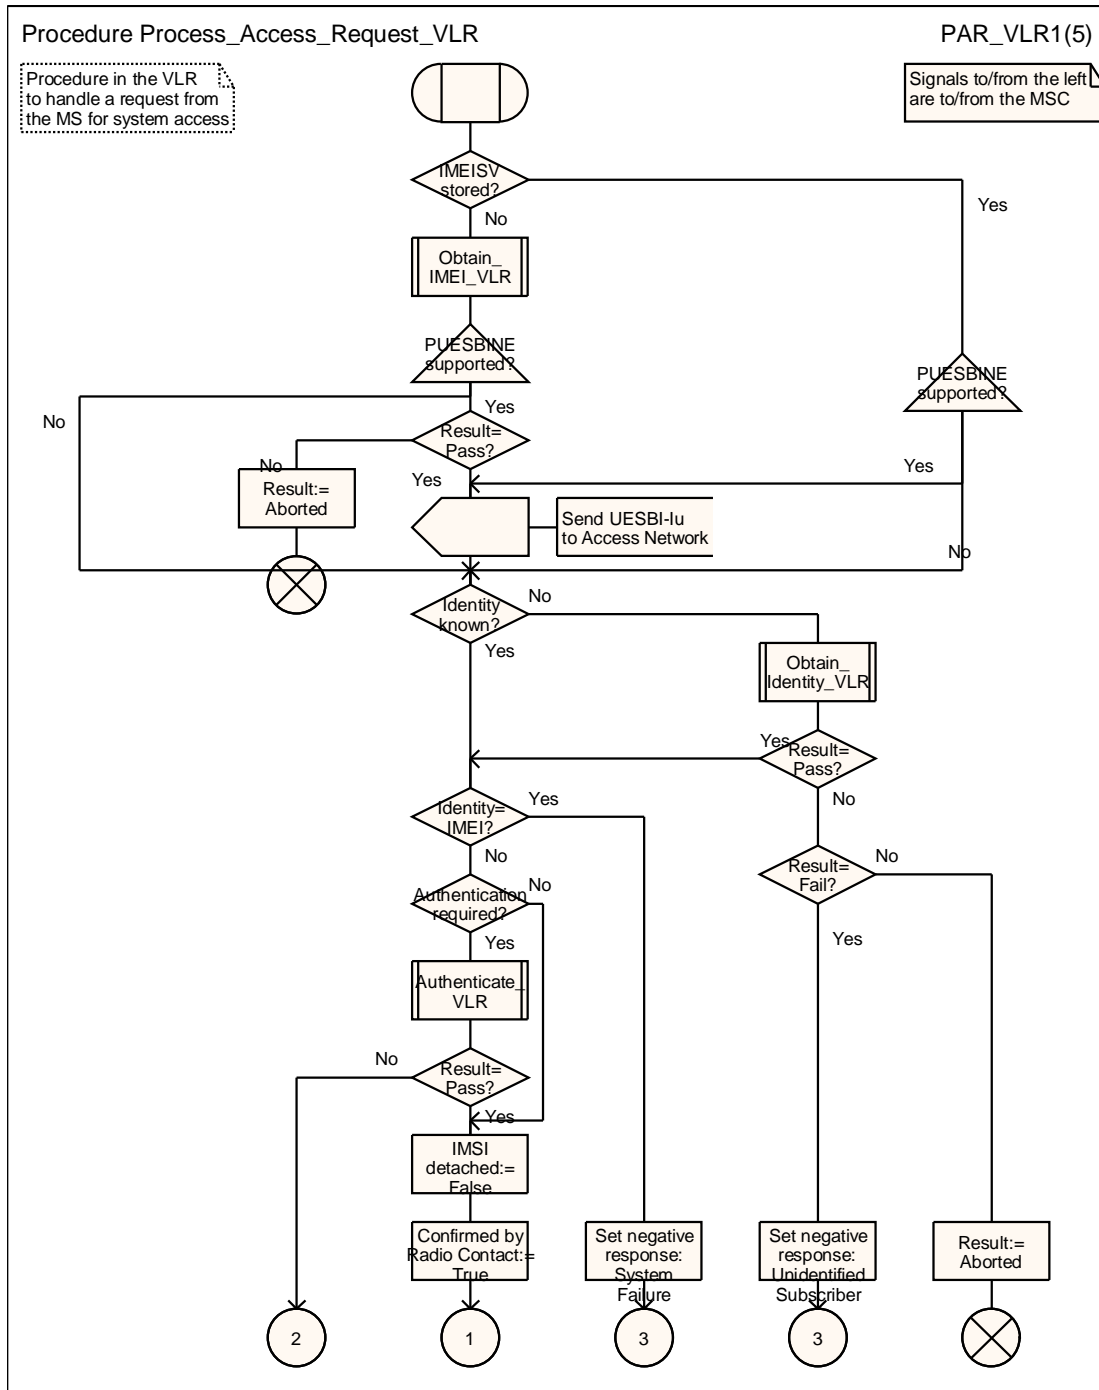 Procedure Process_Access_Request_VLR
PAR_VLR1(5)
Procedure in the VLR
to handle a request from
the MS for system access
Signals to/from the left
are to/from the MSC
IMEISV
stored?
Yes
No
Obtain_
IMEI_VLR
PUESBINE
supported?
PUESBINE
supported?
No
Yes
Result=
Pass?
No
Yes
Yes
Result:=
Aborted
Send UESBI-Iu
to Access Network
No
Identity
known?
No
Yes
Obtain_
Identity_VLR
Yes
Result=
Pass?
No
Identity=
IMEI?
Yes
No
Result=
Fail?
No
Yes
Authentication
required?
No
Yes
Authenticate_
VLR
No
Result=
Pass?
Yes
IMSI
detached:=
False
Confirmed by
Radio Contact:=
True
Set negative
response:
System
Failure
Set negative
response:
Unidentified
Subscriber
Result:=
Aborted
2
1
3
3